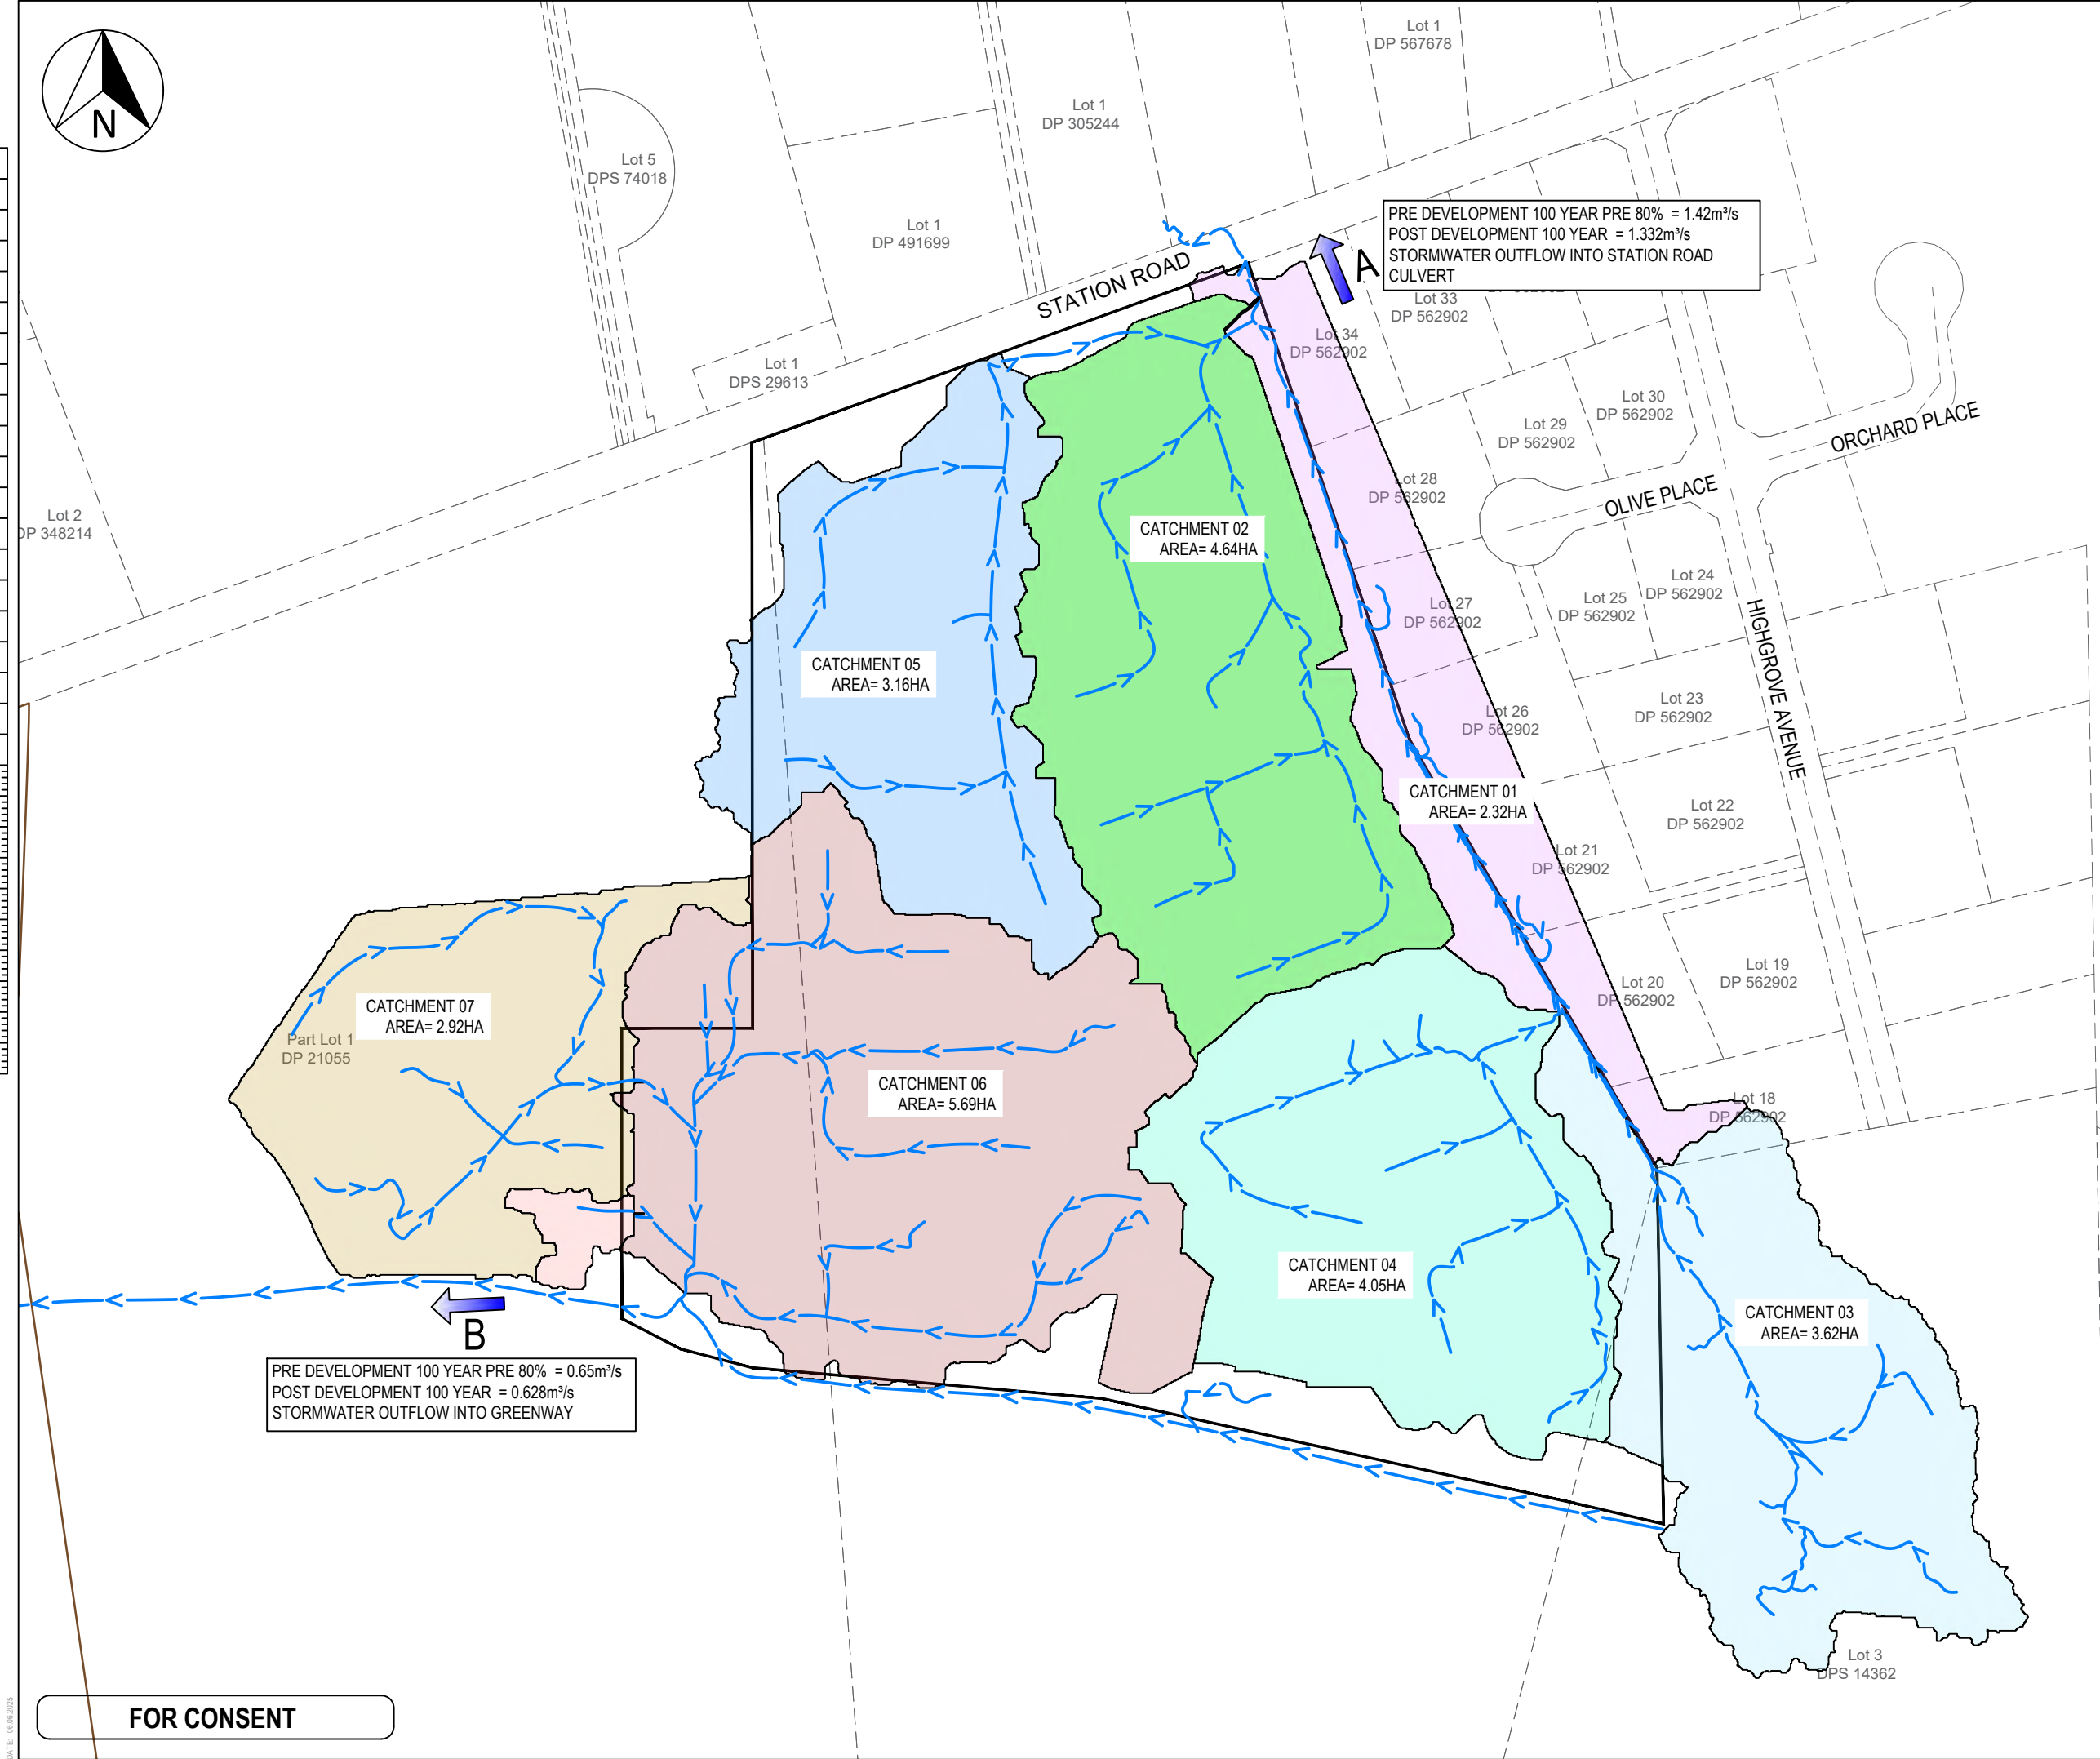 N
Lot 1
DP 567678
Lot 1
DP 305244
Lot 5
DPS 74018
Lot 1
DP 491699
PRE DEVELOPMENT 100 YEAR PRE 80% = 1.42m³/s
POST DEVELOPMENT 100 YEAR = 1.332m³/s
STORMWATER OUTFLOW INTO STATION ROAD
CULVERT
A
STATION ROAD
Lot 33
DP 562902
Lot 34
DP 562902
Lot 1
DPS 29613
Lot 30
DP 562902
Lot 29
DP 562902
ORCHARD PLACE
Lot 28
DP 562902
OLIVE PLACE
Lot 2
DP 348214
CATCHMENT 02
AREA= 4.64HA
Lot 24
DP 562902
Lot 25
DP 562902
Lot 27
DP 562902
HIGHGROVE AVENUE
CATCHMENT 05
AREA= 3.16HA
Lot 23
DP 562902
Lot 26
DP 562902
CATCHMENT 01
AREA= 2.32HA
Lot 22
DP 562902
Lot 21
DP 562902
Lot 19
DP 562902
Lot 20
DP 562902
CATCHMENT 07
AREA= 2.92HA
Part Lot 1
DP 21055
CATCHMENT 06
AREA= 5.69HA
Lot 18
DP 562902
CATCHMENT 04
AREA= 4.05HA
CATCHMENT 03
AREA= 3.62HA
B
PRE DEVELOPMENT 100 YEAR PRE 80% = 0.65m³/s
POST DEVELOPMENT 100 YEAR = 0.628m³/s
STORMWATER OUTFLOW INTO GREENWAY
Lot 3
DPS 14362
FOR CONSENT
DATE: 06.06.2025